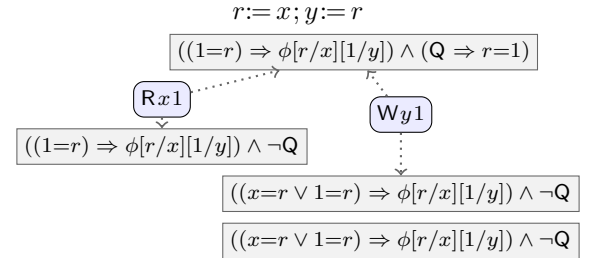 r:= x; y:= r
((1=r) ⇒ ϕ[r/x][1/y]) ∧ (Q ⇒ r=1)
Rx1
Wy1
((1=r) ⇒ ϕ[r/x][1/y]) ∧ ¬Q
((x=r ∨ 1=r) ⇒ ϕ[r/x][1/y]) ∧ ¬Q
((x=r ∨ 1=r) ⇒ ϕ[r/x][1/y]) ∧ ¬Q